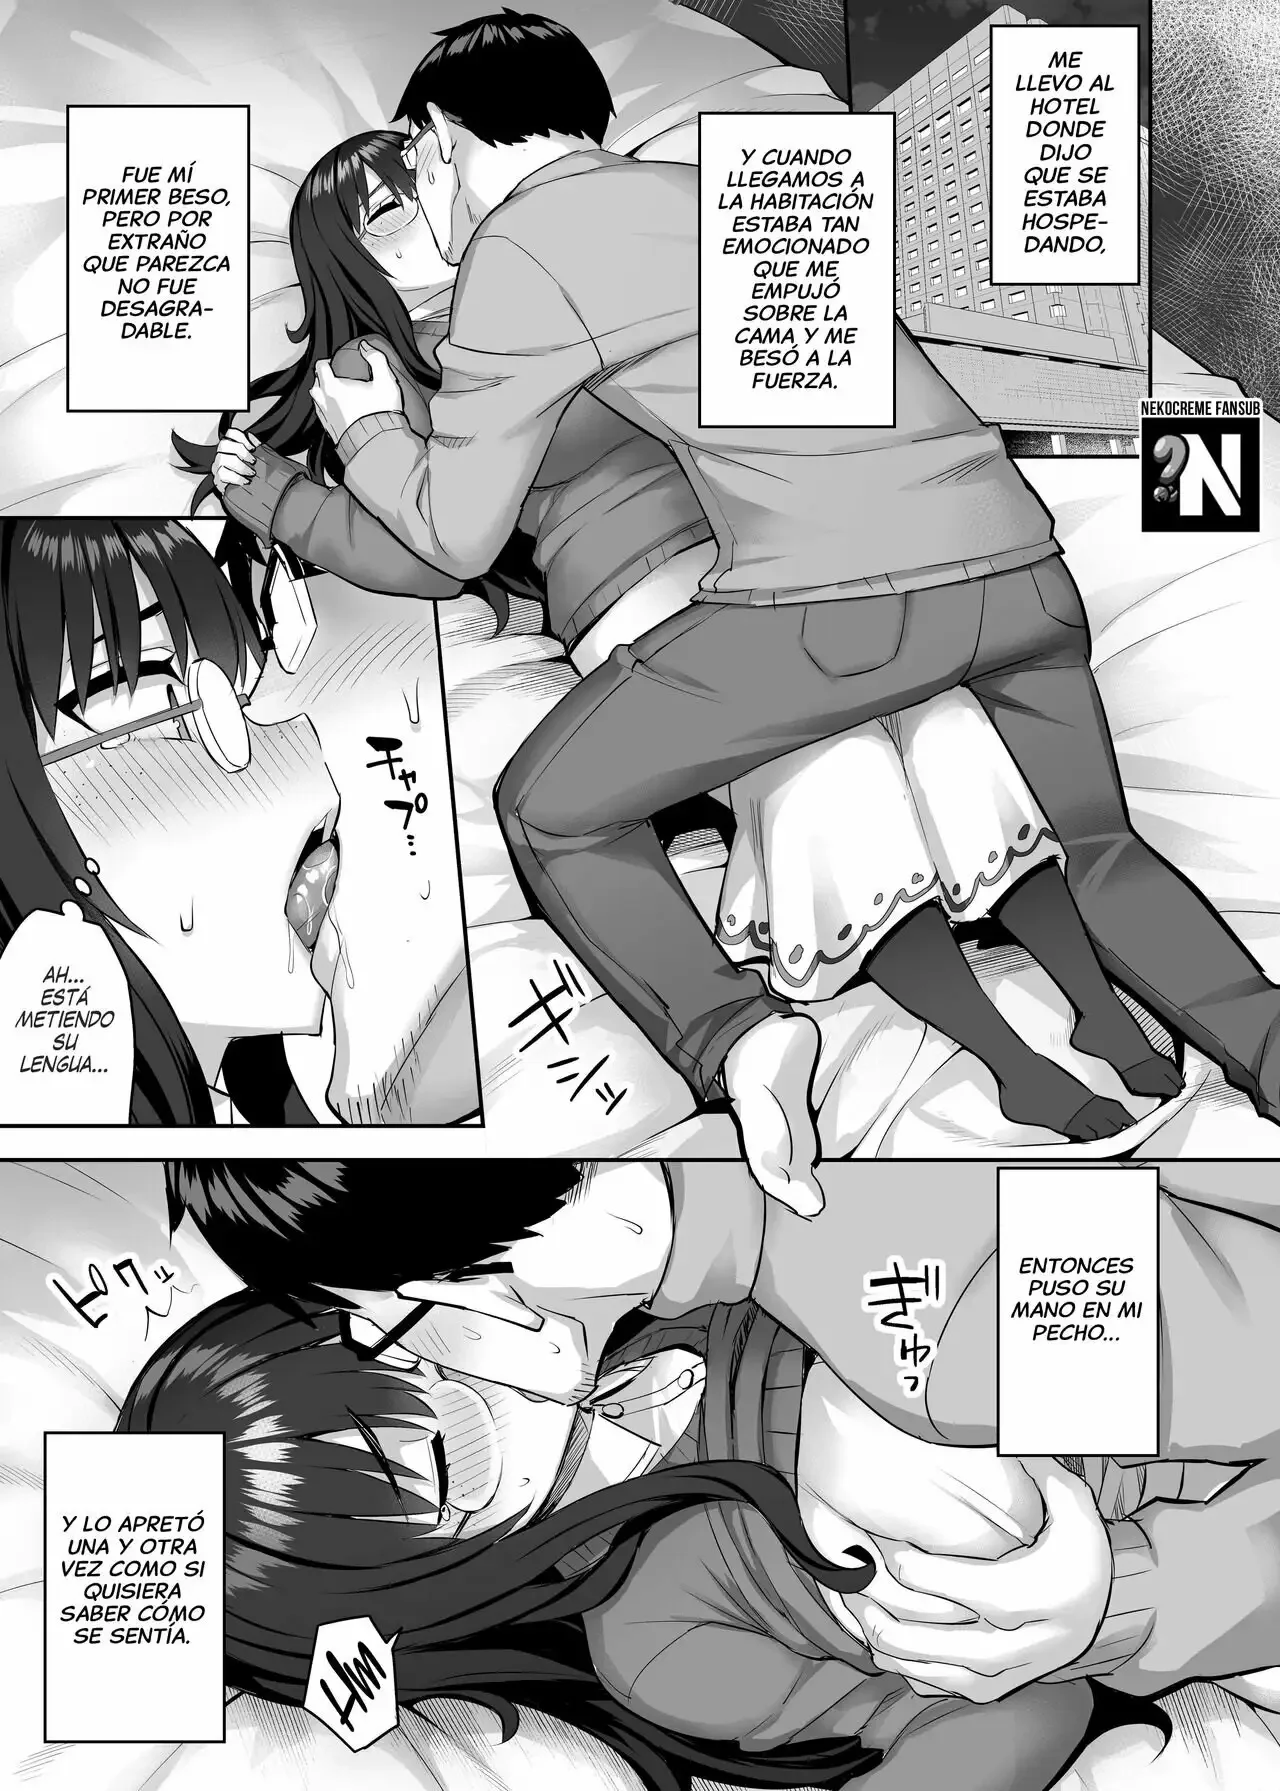 ME
LLEVO AL
HOTEL
DONDE
DIJO
QUE SE
ESTABA
HOSPE-
DANDO,
Y CUANDO
LLEGAMOS A
LA HABITACIÓN
ESTABA TAN
EMOCIONADO
QUE ME
EMPUJÓ
SOBRE LA
CAMA Y ME
BESÓ A LA
FUERZA.
FUE MÍ
PRIMER BESO,
PERO POR
EXTRAÑO
QUE PAREZCA
NO FUE
DESAGRA-
DABLE.
NEKOCREME FANSUB
N
チャプ…
AH...
ESTÁ
METIENDO
SU
LENGUA...
ギシッ
ENTONCES
PUSO SU
MANO EN MI
PECHO...
ピクッ
ぎゅっ
Y LO APRETÓ
UNA Y OTRA
VEZ COMO SI
QUISIERA
SABER CÓMO
SE SENTÍA.
HM